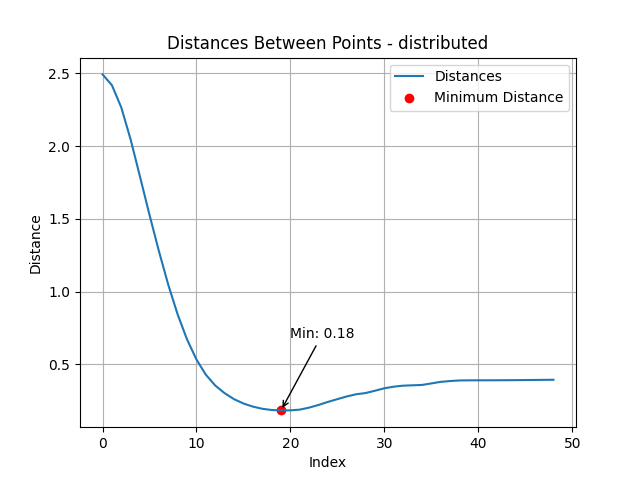 Distances Between Points - distributed
Distances
Minimum Distance
2.5
2.0
1.5
1.0
0.5
Distance
Min: 0.18
0 10 20 30 40 50
Index